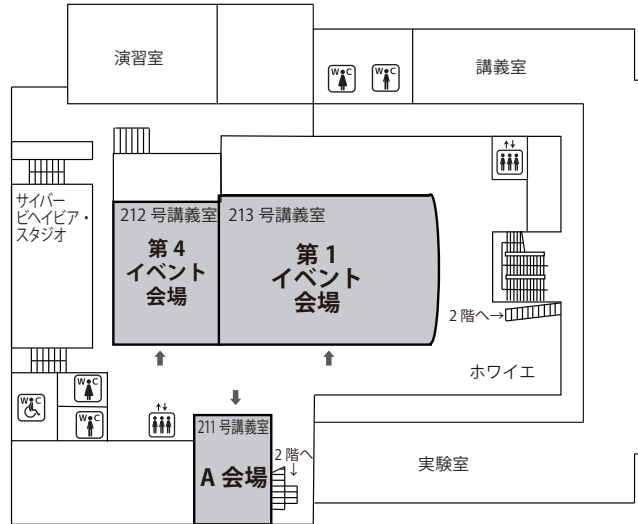 演習室
講義室
W C
W C
サイバー
ビヘイビア・
スタジオ
212 号講義室
第 4
イベント
会場
213 号講義室
第 1
イベント
会場
↑↓
2 階へ→
ホワイエ
W C
W C
W C
↑↓
211 号講義室
A 会場
2 階へ
↓
実験室